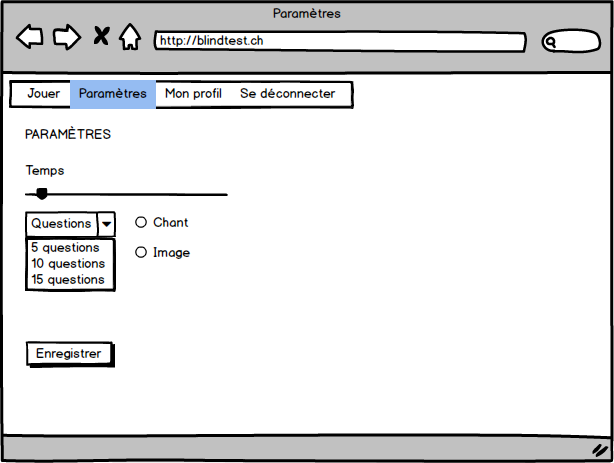 Paramètres
http://blindtest.ch
Jouer Paramètres Mon profil Se déconnecter
PARAMÈTRES
Temps
Questions Chant
5 questions
Image
10 questions
15 questions
Enregistrer